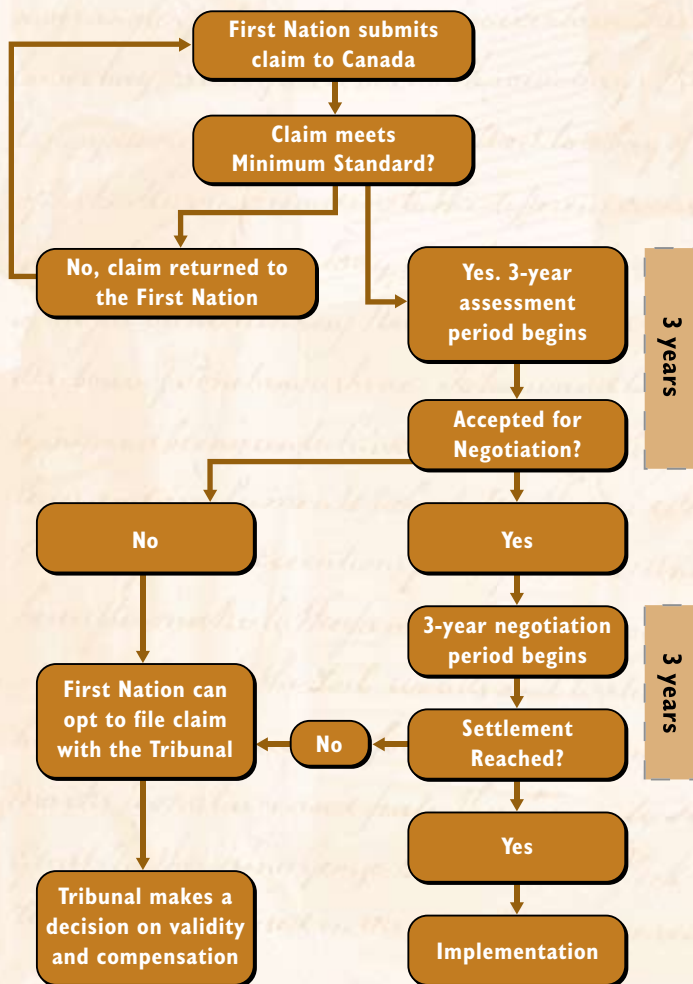 First Nation submits
claim to Canada
Claim meets
Minimum Standard?
No, claim returned to
the First Nation
Yes. 3-year
assessment
period begins
3 years
Accepted for
Negotiation?
No
Yes
3-year negotiation
period begins
3 years
First Nation can
opt to file claim
with the Tribunal
No
Settlement
Reached?
Yes
Tribunal makes a
decision on validity
and compensation
Implementation